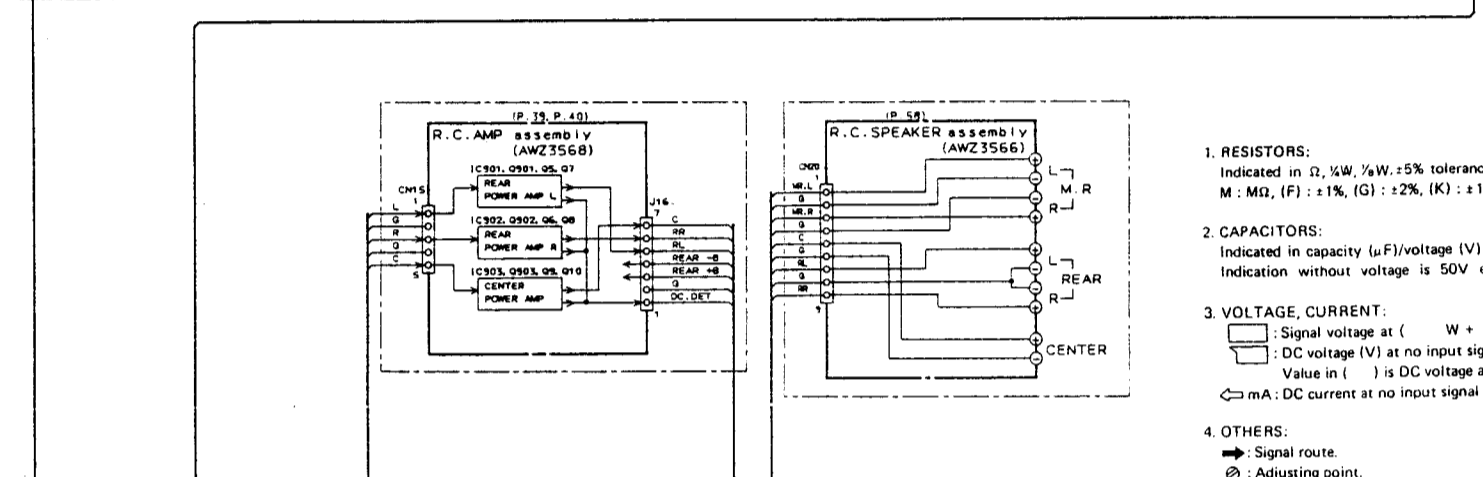 (P. 39, P. 40)
R.C.AMP assembly
(AWZ3568)
IC901, Q901, Q5, Q7
REAR
POWER AMP L
CN15
1
L
G
R
G
C
5
IC902, Q902, Q6, Q8
REAR
POWER AMP R
IC903, Q903, Q9, Q10
CENTER
POWER AMP
J16
7
C
RR
RL
REAR -B
REAR +B
G
DC.DET
1
(P. 58)
R.C.SPEAKER assembly
(AWZ3566)
CN20
1
MR.L
G
MR.R
G
C
G
RL
G
RR
9
L
M.R
R
L
REAR
R
CENTER
1. RESISTORS:
Indicated in Ω, ¼W, ⅛W, ±5% toleranc
M : MΩ, (F) : ±1%, (G) : ±2%, (K) : ±1
2. CAPACITORS:
Indicated in capacity (μF)/voltage (V)
Indication without voltage is 50V e
3. VOLTAGE, CURRENT:
: Signal voltage at ( W +
: DC voltage (V) at no input sig
Value in ( ) is DC voltage a
⇦ mA : DC current at no input signal
4. OTHERS:
➡ : Signal route.
⊘ : Adjusting point.